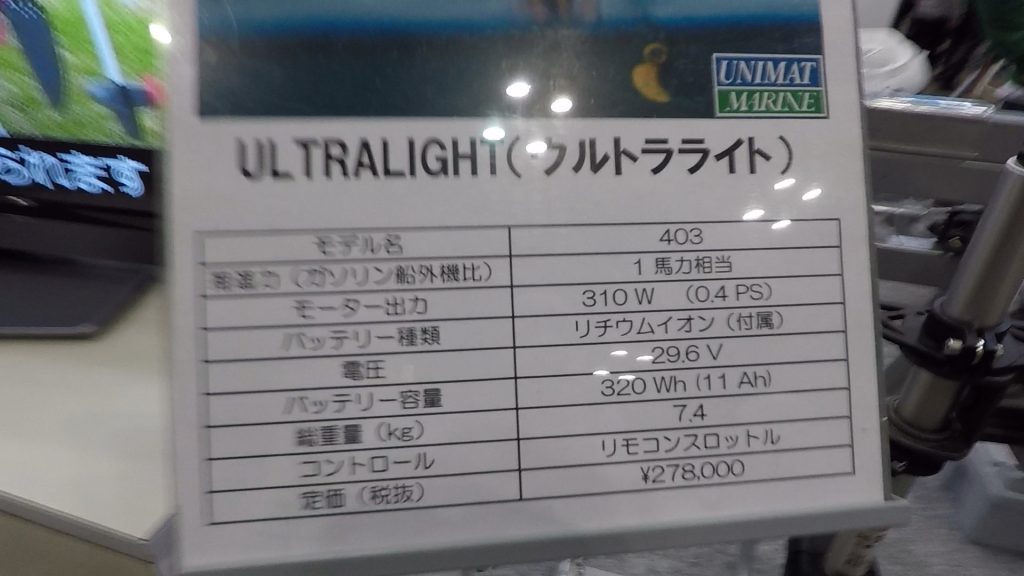 UNIMAT
MARINE
られます
ULTRALIGHT(ウルトラライト)
モデル名 403
推進力(ガソリン船外機比) 1 馬力相当
モーター出力 310 W (0.4 PS)
バッテリー種類 リチウムイオン(付属)
電圧 29.6 V
バッテリー容量 320 Wh (11 Ah)
総重量(kg) 7.4
コントロール リモコンスロットル
定価(税抜) ¥278,000